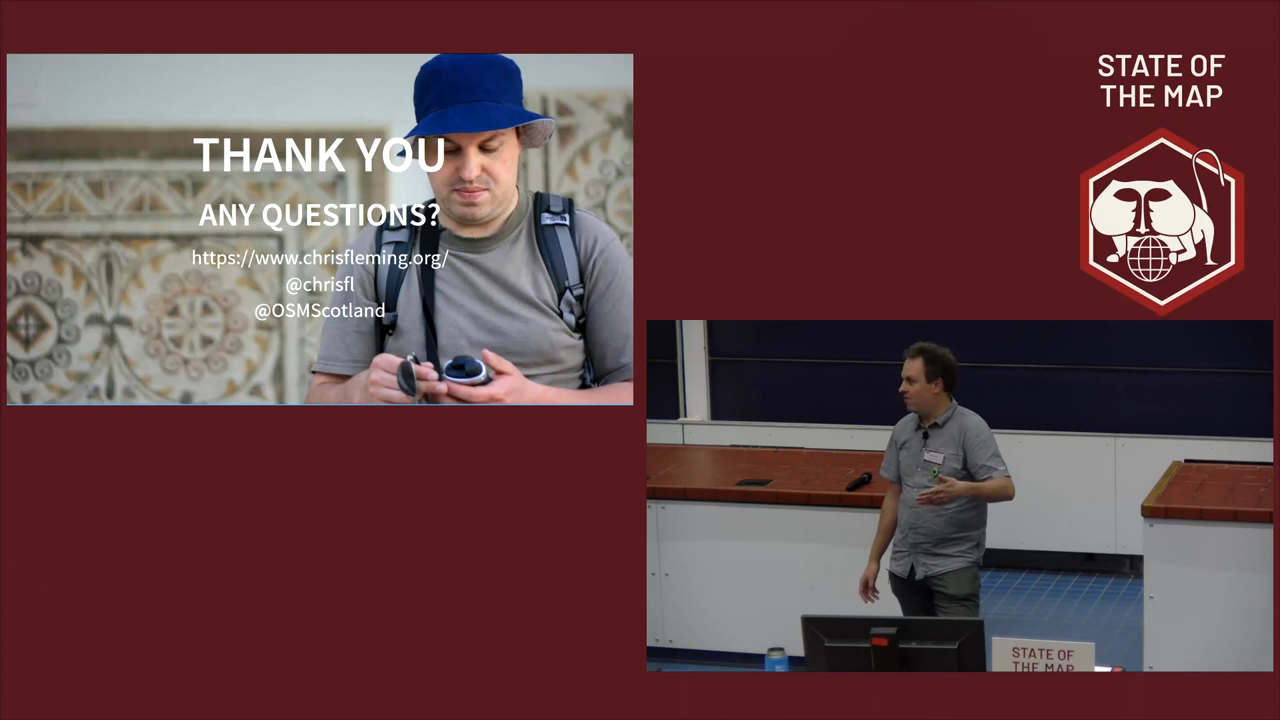 THANK YOU
ANY QUESTIONS?
https://www.chrisfleming.org/
@chrisfl
@OSMScotland
STATE OF
THE MAP
STATE OF
THE MAP